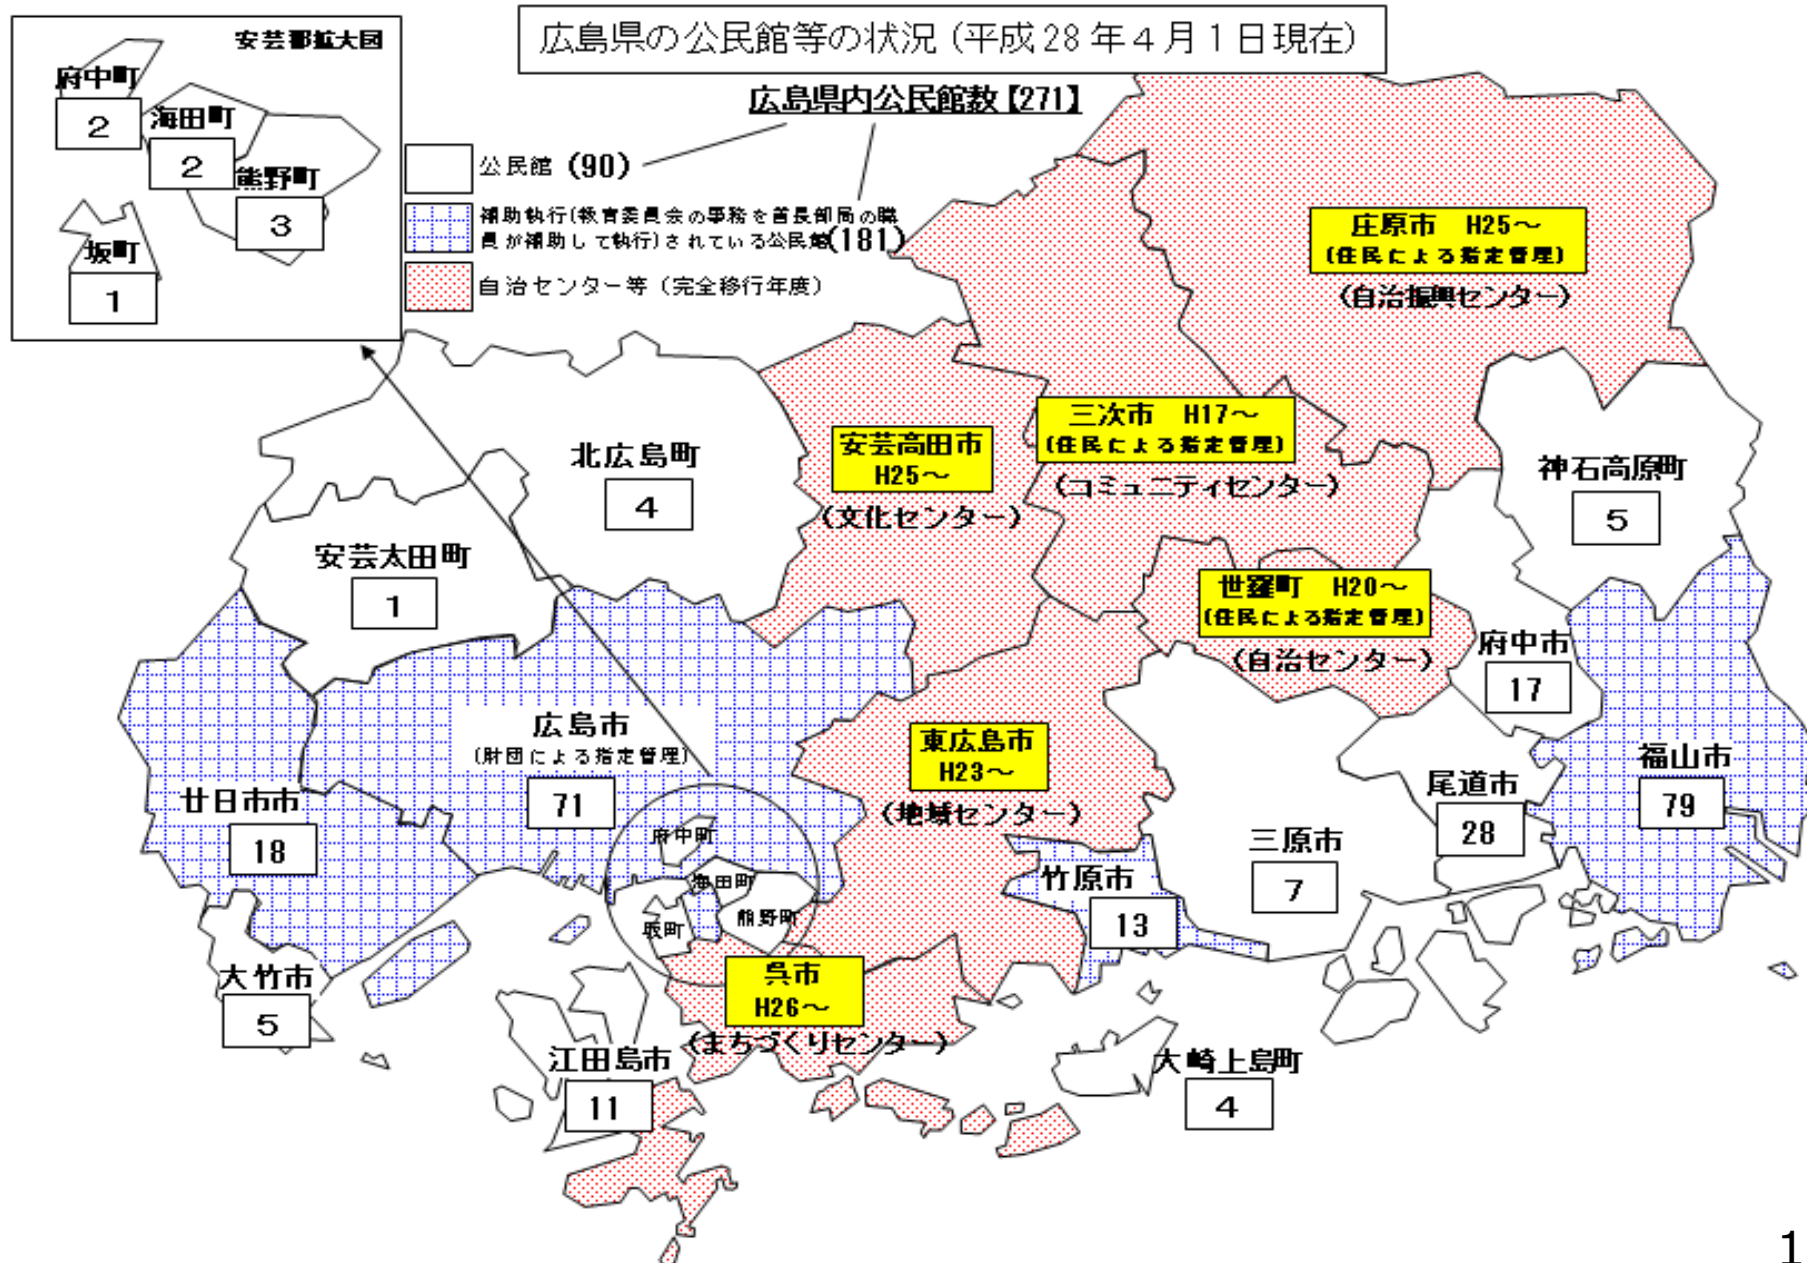 広島県の公民館等の状況（平成28年4月1日現在）
広島県内公民館数【271】
安芸郡拡大図
府中町
2
海田町
2
熊野町
3
坂町
1
公民館（90）
補助執行（教育委員会の事務を首長部局の職
員が補助して執行）されている公民館(181)
自治センター等（完全移行年度）
庄原市　H25～
（住民による指定管理）
（自治振興センター）
三次市　H17～
（住民による指定管理）
（コミュニティセンター）
安芸高田市
H25～
（文化センター）
北広島町
4
神石高原町
5
安芸太田町
1
世羅町　H20～
（住民による指定管理）
（自治センター）
府中市
17
広島市
（財団による指定管理）
71
東広島市
H23～
（地域センター）
福山市
79
尾道市
28
廿日市市
18
三原市
7
竹原市
13
府中町
海田町
熊野町
坂町
呉市
H26～
（まちづくりセンター）
大竹市
5
江田島市
11
大崎上島町
4
1